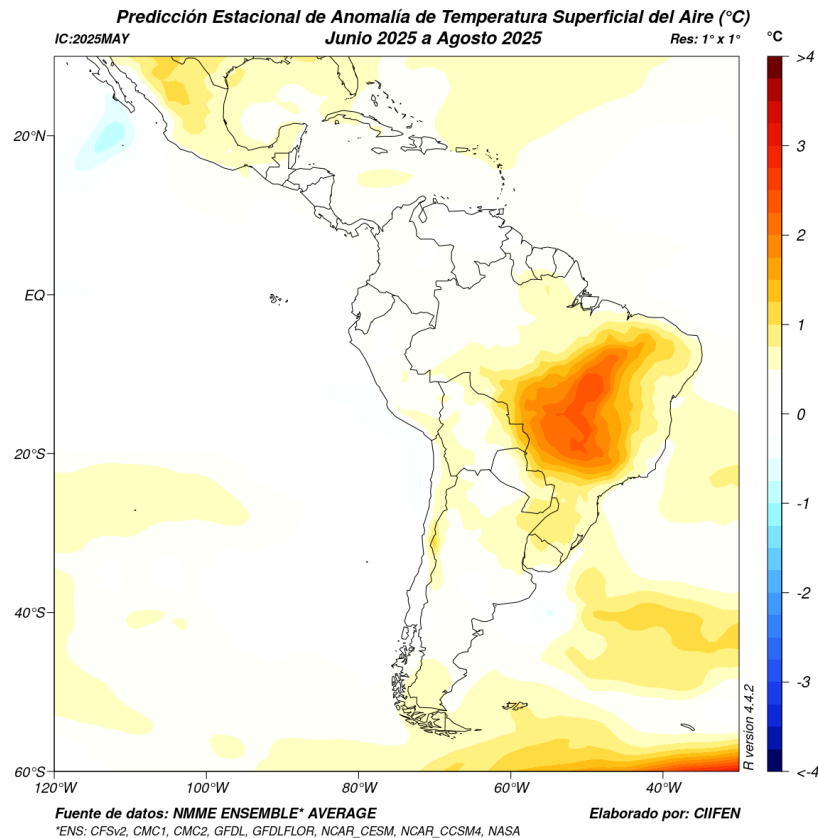 Predicción Estacional de Anomalía de Temperatura Superficial del Aire (°C)
IC:2025MAY
Junio 2025 a Agosto 2025
Res: 1° x 1°
°C
>4
3
2
1
0
-1
-2
-3
<-4
20°N
EQ
20°S
40°S
60°S
120°W
100°W
80°W
60°W
40°W
R version 4.4.2
Fuente de datos: NMME ENSEMBLE* AVERAGE
Elaborado por: CIIFEN
*ENS: CFSv2, CMC1, CMC2, GFDL, GFDLFLOR, NCAR_CESM, NCAR_CCSM4, NASA